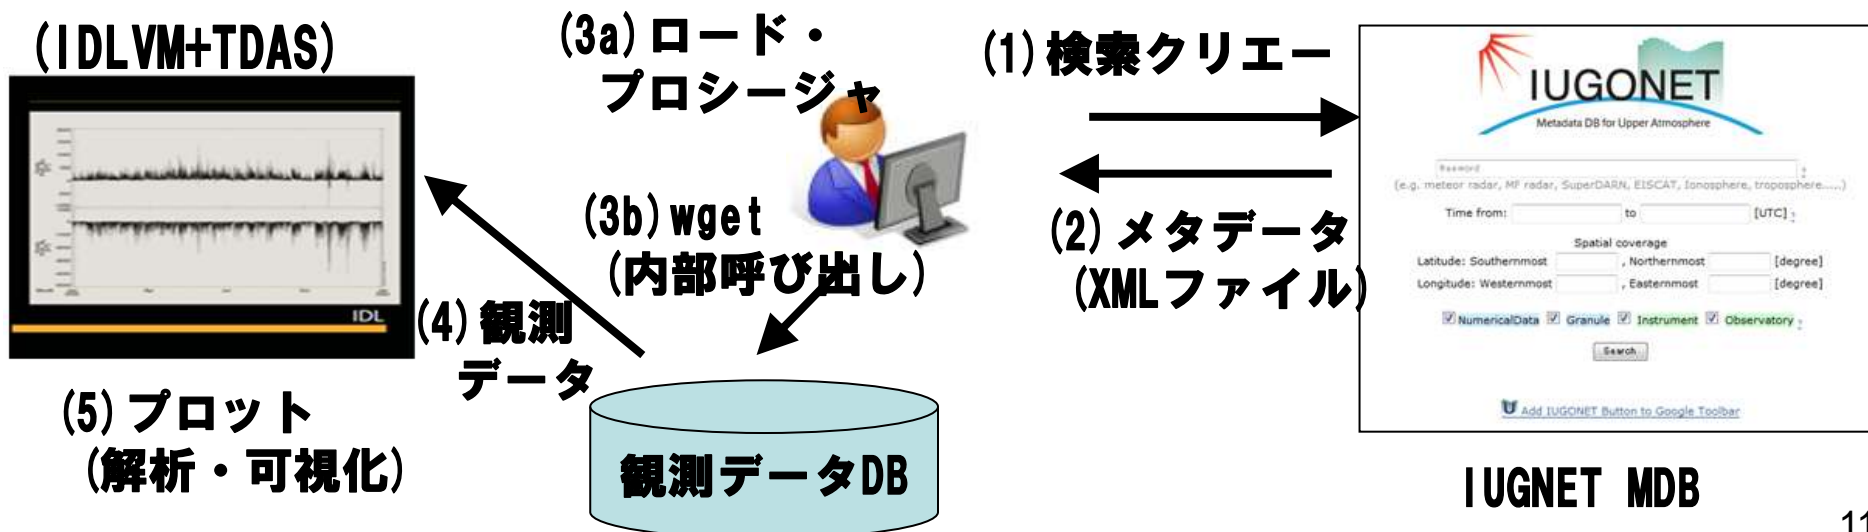 (IDLVM+TDAS)
IDL
(5)プロット
(解析・可視化)
(3a)ロード・
プロシージャ
(3b)wget
(内部呼び出し)
(4)観測
データ
観測データDB
(1)検索クリエー
(2)メタデータ
(XMLファイル)
IUGONET
Metadata DB for Upper Atmosphere
Keyword
(e.g. meteor radar, MF radar, SuperDARN, EISCAT, Ionosphere, troposphere.....)
Time from: to [UTC] ?
Spatial coverage
Latitude: Southernmost , Northernmost [degree]
Longitude: Westernmost , Easternmost [degree]
NumericalData Granule Instrument Observatory ?
Search
Add IUGONET Button to Google Toolbar
IUGNET MDB
11